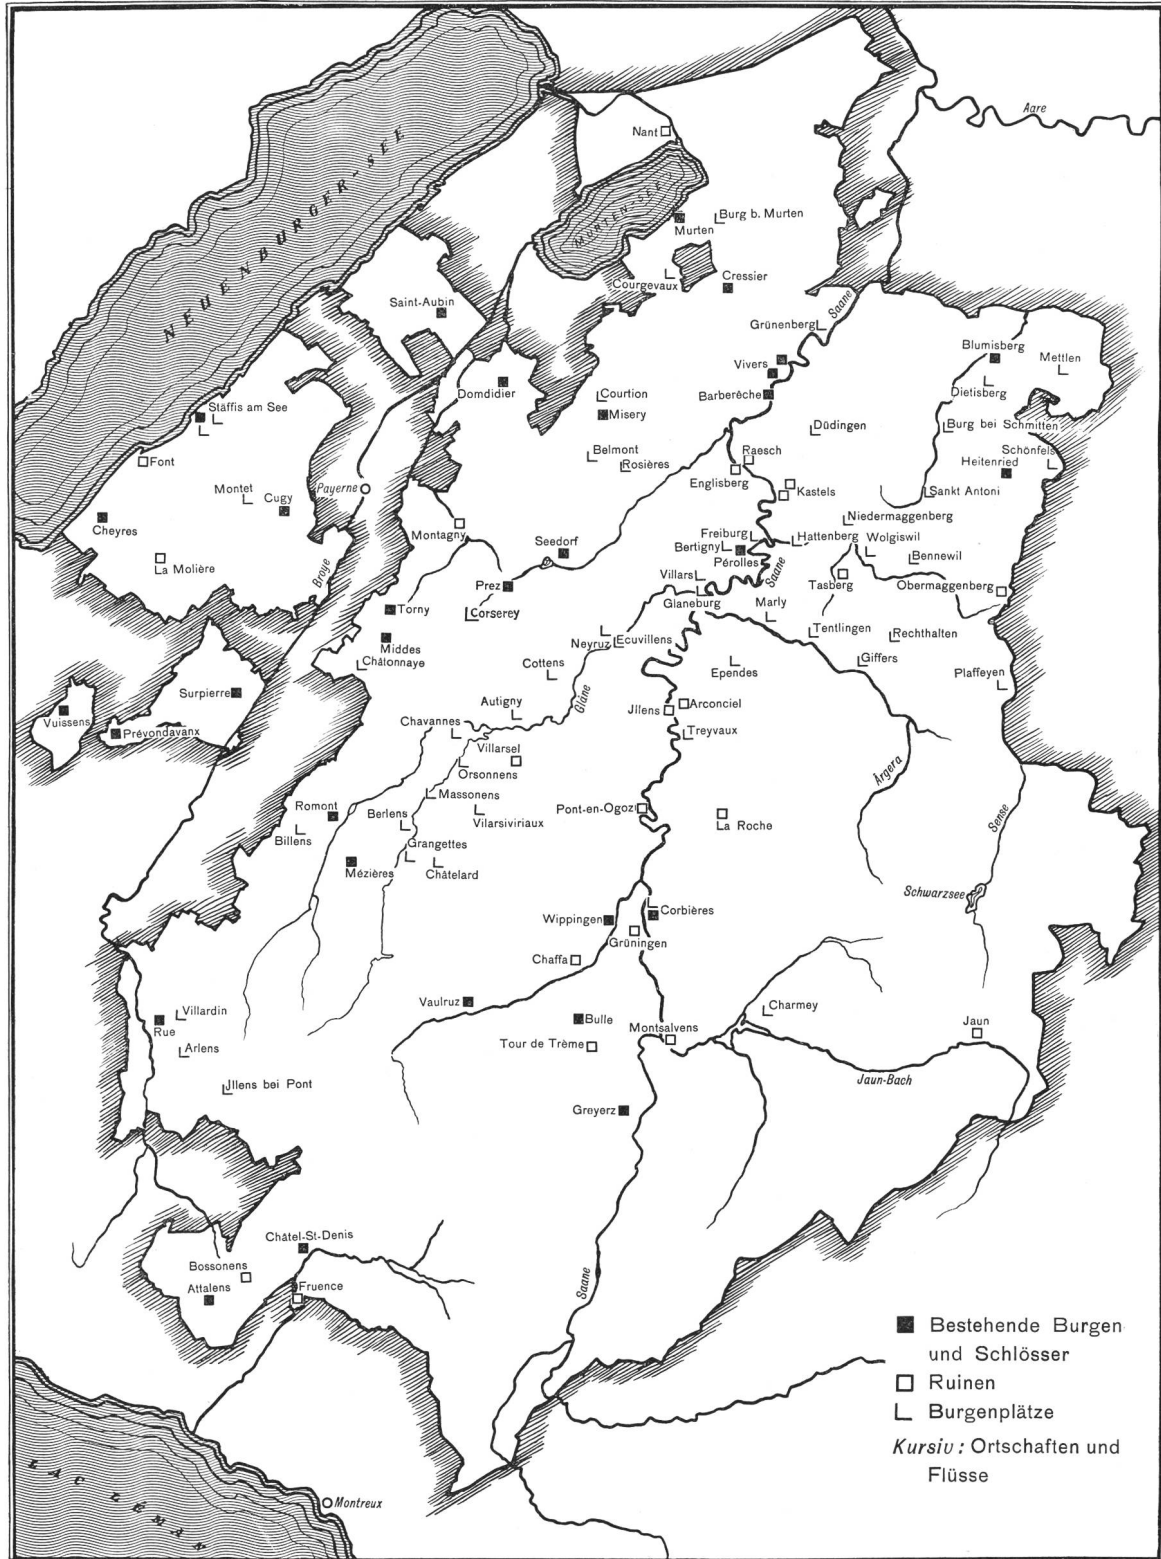 Aare
Nant
NEUENBURGER-SEE
MURTEN-SEE
Murten
Burg b. Murten
Courgevaux
Cressier
Saint-Aubin
Saane
Grünenberg
Blumisberg
Mettlen
Vivers
Domdidier
Courtion
Barberêche
Dietisberg
Misery
Stäffis am See
Düdingen
Burg bei Schmitten
Belmont
Raesch
Schönfels
Font
Rosières
Heitenried
Englisberg
Payerne
Kastels
Sankt Antoni
Montet
Cugy
Cheyres
Niedermaggenberg
Montagny
Freiburg
Hattenberg
Wolgiswil
Seedorf
Bertigny
Bennewil
Pérolles
La Molière
Broye
Villars
Saane
Tasberg
Obermaggenberg
Prez
Glaneburg
Marly
Torny
Corserey
Tentlingen
Rechthalten
Neyruz
Ecuvillens
Middes
Châtonnaye
Cottens
Ependes
Giffers
Plaffeyen
Surpierre
Glâne
Autigny
Jllens
Arconciel
Vuissens
Chavannes
Prévondavanx
Treyvaux
Villarsel
Orsonnens
Ärgera
Massonens
Romont
Pont-en-Ogoz
Berlens
Vilarsiviriaux
La Roche
Sense
Billens
Grangettes
Mézières
Châtelard
Schwarzsee
Wippingen
Corbières
Grüningen
Chaffa
Vaulruz
Villardin
Charmey
Rue
Bulle
Montsalvens
Jaun
Arlens
Tour de Trème
Jllens bei Pont
Jaun-Bach
Greyerz
Châtel-St-Denis
Bossonens
Attalens
Fruence
Saane
Bestehende Burgen
und Schlösser
Ruinen
Burgenplätze
Kursiv: Ortschaften und
Flüsse
LAC LÉMAN
Montreux